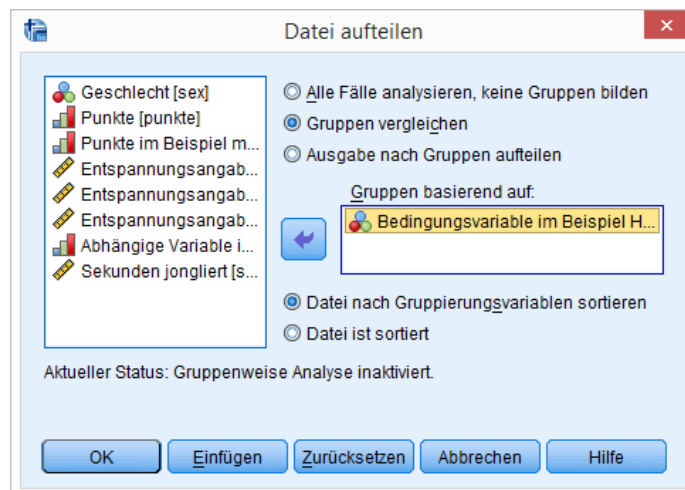 Datei aufteilen
Geschlecht [sex]
Punkte [punkte]
Punkte im Beispiel m...
Entspannungsangab...
Entspannungsangab...
Entspannungsangab...
Abhängige Variable i...
Sekunden jongliert [s...
Alle Fälle analysieren, keine Gruppen bilden
Gruppen vergleichen
Ausgabe nach Gruppen aufteilen
Gruppen basierend auf:
Bedingungsvariable im Beispiel H...
Datei nach Gruppierungsvariablen sortieren
Datei ist sortiert
Aktueller Status: Gruppenweise Analyse inaktiviert.
OK Einfügen Zurücksetzen Abbrechen Hilfe